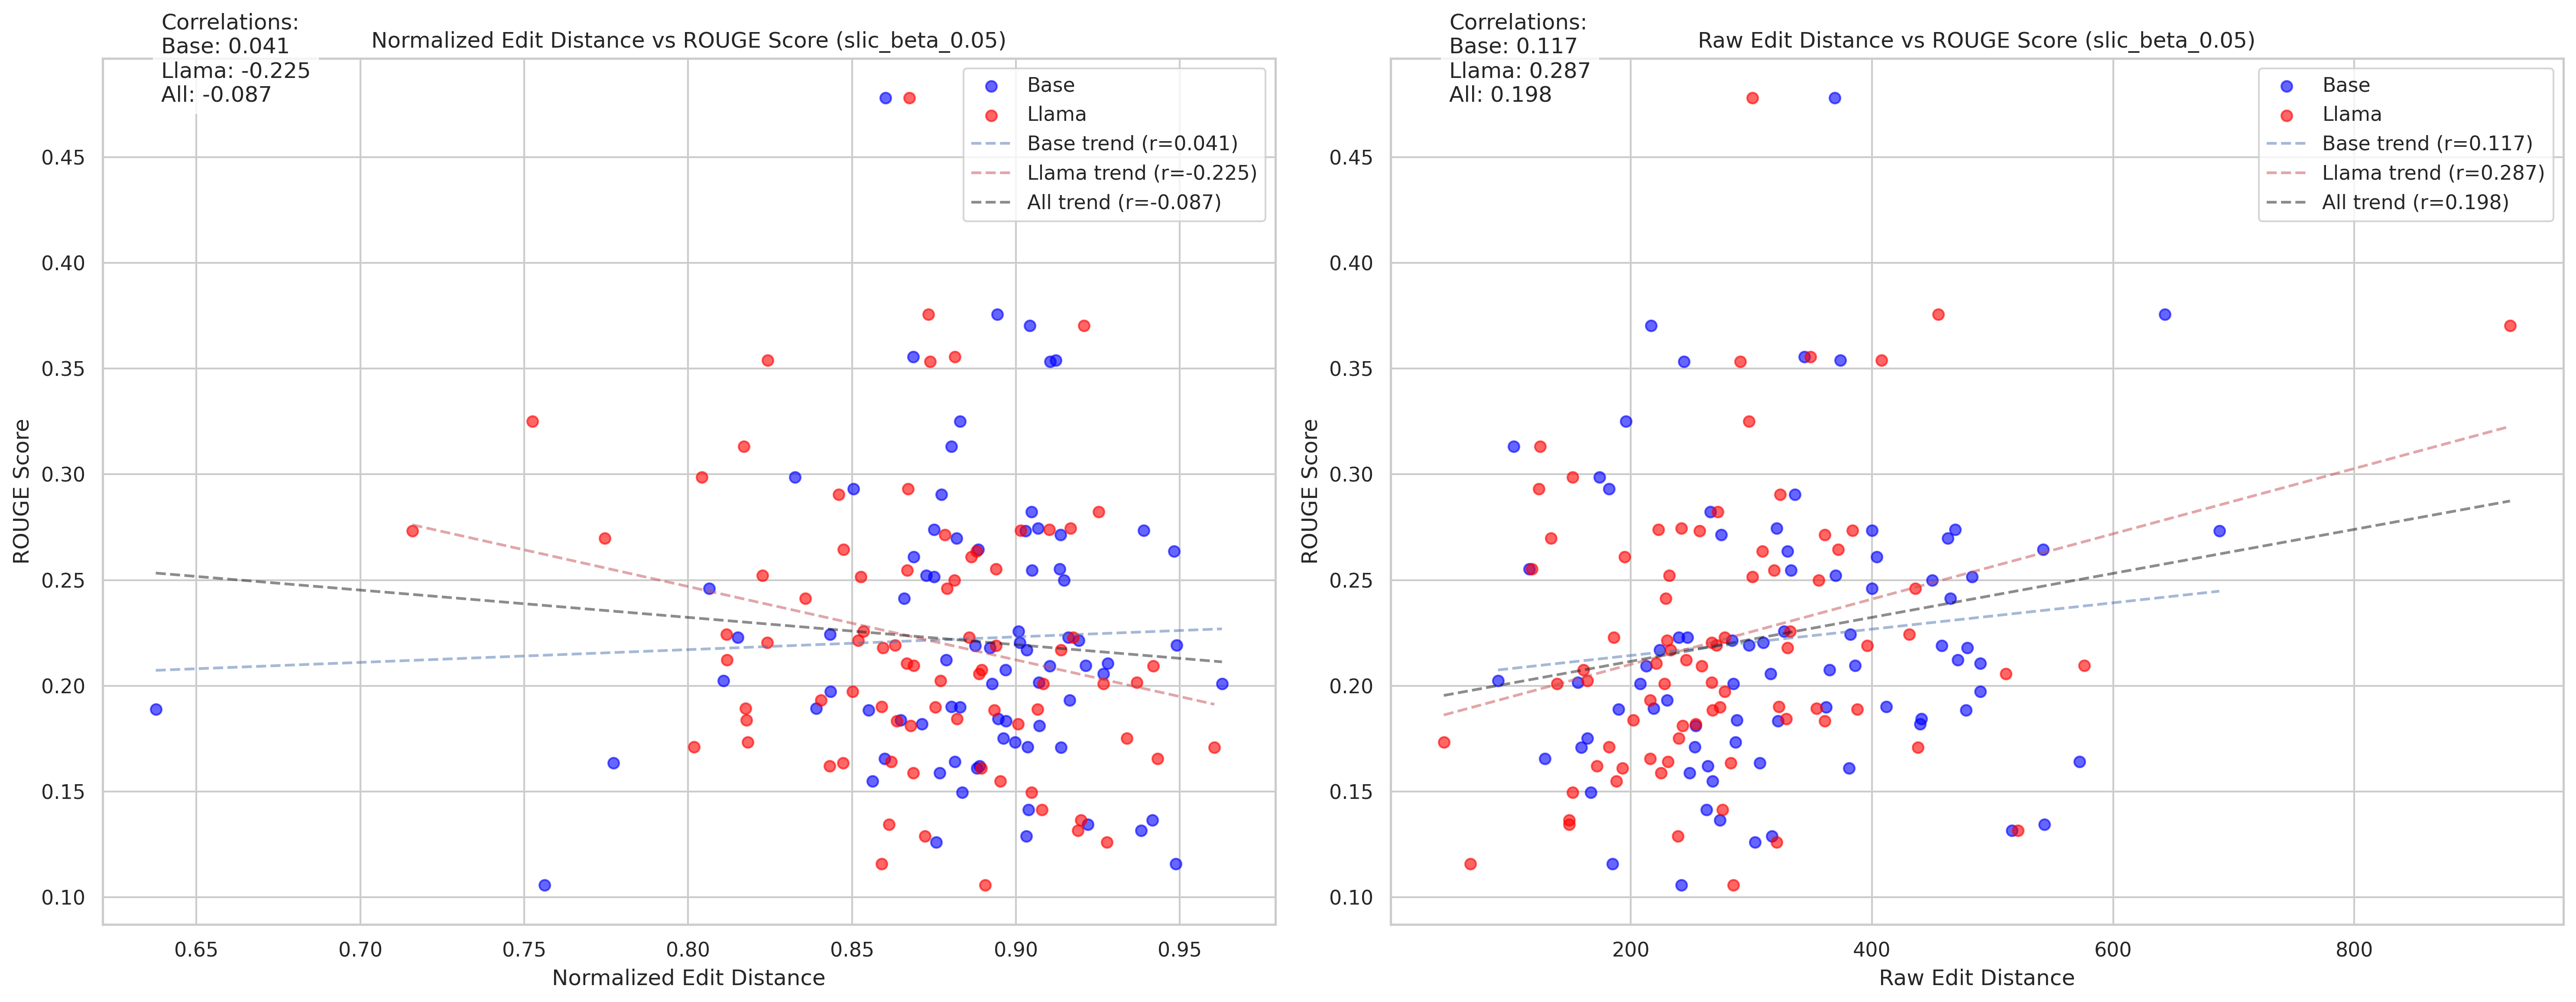 Correlations:
Base: 0.041
Llama: -0.225
All: -0.087
Normalized Edit Distance vs ROUGE Score (slic_beta_0.05)
Base
Llama
Base trend (r=0.041)
Llama trend (r=-0.225)
All trend (r=-0.087)
ROUGE Score
0.45
0.40
0.35
0.30
0.25
0.20
0.15
0.10
0.65
0.70
0.75
0.80
0.85
0.90
0.95
Normalized Edit Distance
Correlations:
Base: 0.117
Llama: 0.287
All: 0.198
Raw Edit Distance vs ROUGE Score (slic_beta_0.05)
Base
Llama
Base trend (r=0.117)
Llama trend (r=0.287)
All trend (r=0.198)
ROUGE Score
0.45
0.40
0.35
0.30
0.25
0.20
0.15
0.10
200
400
600
800
Raw Edit Distance